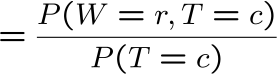 = P(W = r, T = c) / P(T = c)